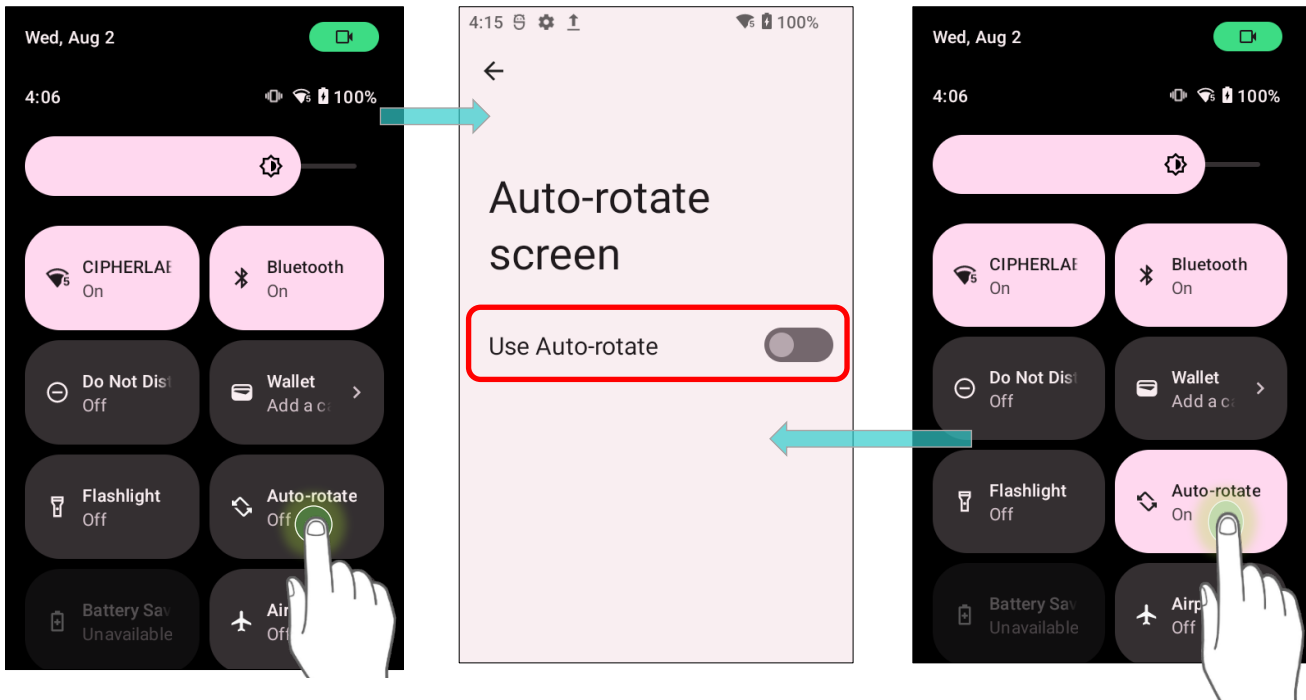 Wed, Aug 2
4:06
100%
CIPHERLAE
On
Bluetooth
On
Do Not Dist
Off
Wallet
Add a ca
Flashlight
Off
Auto-rotate
Off
Battery Sav
Unavailable
Air
Off
4:15
5
100%
Auto-rotate
screen
Use Auto-rotate
Wed, Aug 2
4:06
100%
CIPHERLAE
On
Bluetooth
On
Do Not Dist
Off
Wallet
Add a ca
Flashlight
Off
Auto-rotate
On
Battery Sav
Unavailable
Airp
Off